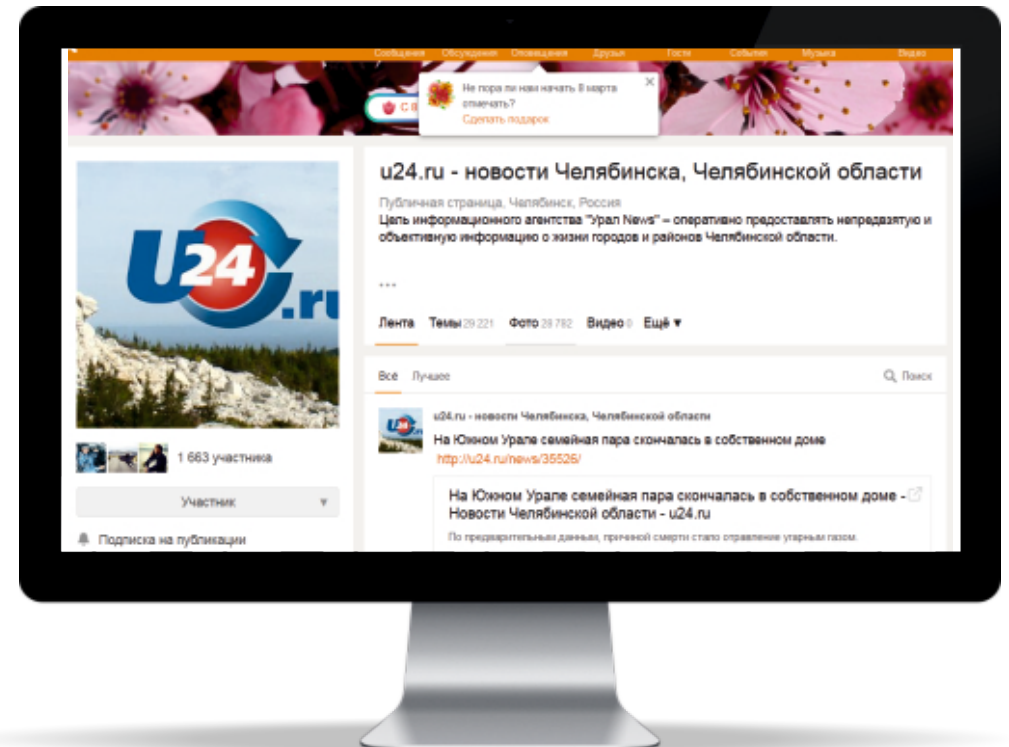 Сообщения Обсуждения Оповещения Друзья Гости События Музыка Видео
Не пора ли нам начать 8 марта
отмечать?
Сделать подарок
С 8
u24.ru - новости Челябинска, Челябинской области
Публичная страница, Челябинск, Россия
Цель информационного агентства "Урал News" – оперативно предоставлять непредвзятую и
объективную информацию о жизни городов и районов Челябинской области.
...
U24.ru
Лента Темы 29 221 Фото 28 782 Видео 0 Ещё ▼
Все Лучшее Поиск
U24.ru
u24.ru - новости Челябинска, Челябинской области
На Южном Урале семейная пара скончалась в собственном доме
http://u24.ru/news/35526/
1 663 участника
Участник ▼
На Южном Урале семейная пара скончалась в собственном доме -
Новости Челябинской области - u24.ru
По предварительным данным, причиной смерти стало отравление угарным газом.
Подписка на публикации